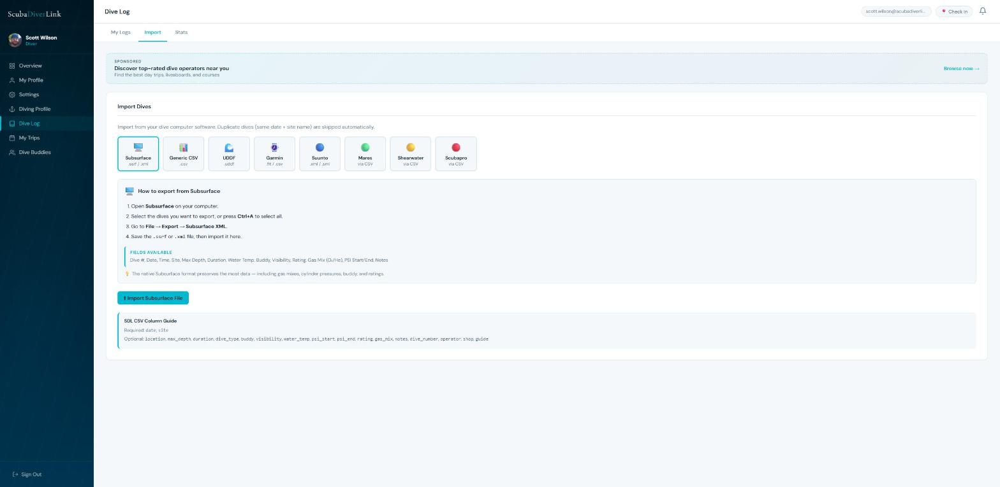 ScubaDiverLink
Dive Log
scott.wilson@scubadiverli...
Check in
Scott Wilson
Diver
Overview
My Profile
Settings
Diving Profile
Dive Log
My Trips
Dive Buddies
Sign Out
My Logs
Import
Stats
SPONSORED
Discover top-rated dive operators near you
Find the best day trips, liveaboards, and courses
Browse now →
Import Dives
Import from your dive computer software. Duplicate dives (same date + site name) are skipped automatically.
Subsurface
.ssrf / .xml
Generic CSV
.csv
UDDF
.uddf
Garmin
.fit / .csv
Suunto
.xml / .sml
Mares
via CSV
Shearwater
via CSV
Scubapro
via CSV
How to export from Subsurface
1. Open Subsurface on your computer.
2. Select the dives you want to export, or press Ctrl+A to select all.
3. Go to File → Export → Subsurface XML.
4. Save the .ssrf or .xml file, then import it here.
FIELDS AVAILABLE
Dive #, Date, Time, Site, Max Depth, Duration, Water Temp, Buddy, Visibility, Rating, Gas Mix (O₂/He), PSI Start/End, Notes
The native Subsurface format preserves the most data — including gas mixes, cylinder pressures, buddy, and ratings.
⬆ Import Subsurface File
SDL CSV Column Guide
Required: date, site
Optional: location, max_depth, duration, dive_type, buddy, visibility, water_temp, psi_start, psi_end, rating, gas_mix, notes, dive_number, operator, shop, guide